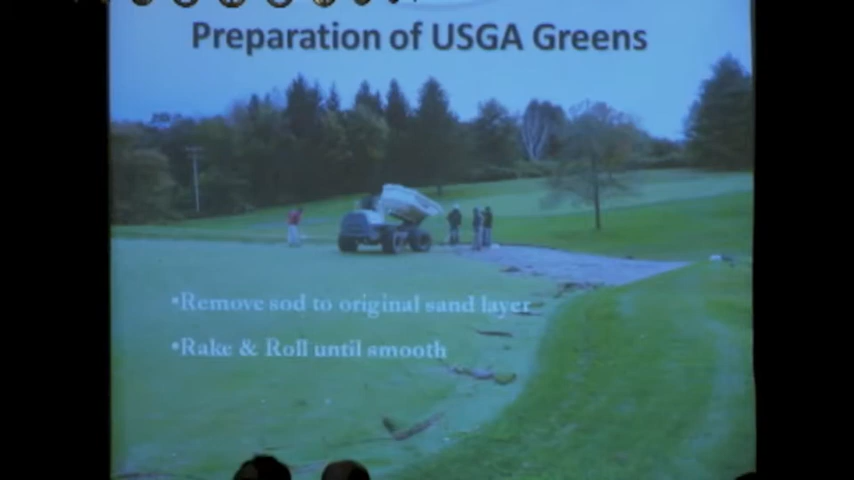 Preparation of USGA Greens
•Remove sod to original sand layer
•Rake & Roll until smooth